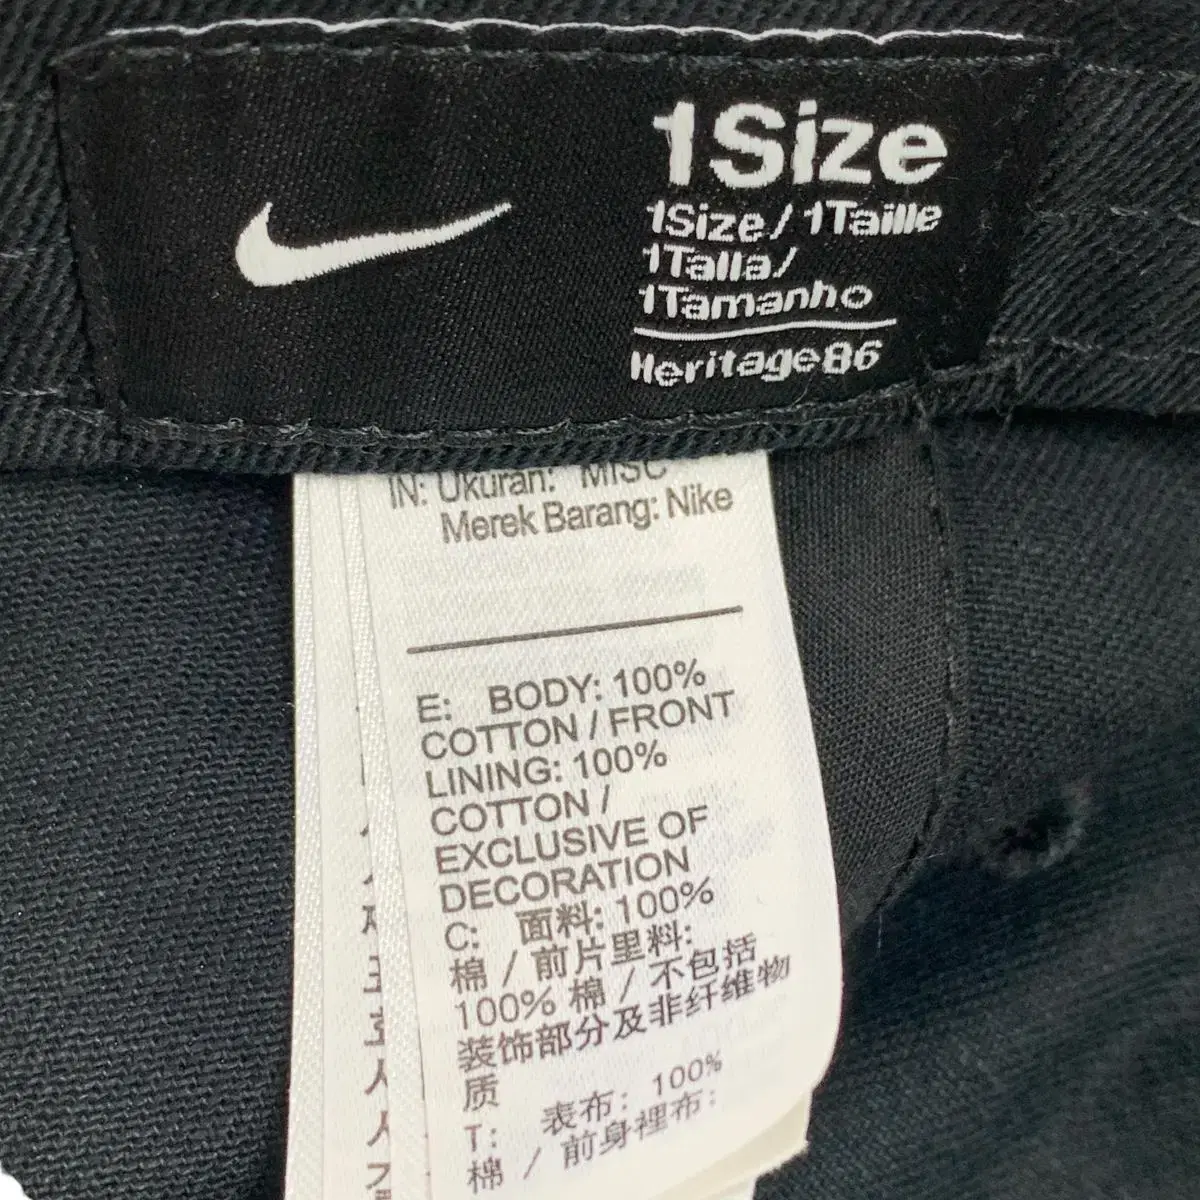 1Size
1Size / 1Taille
1Talla /
1Tamanho
Heritage86
IN: Ukuran: MISC
Merek Barang: Nike
E: BODY: 100%
COTTON / FRONT
LINING: 100%
COTTON /
EXCLUSIVE OF
DECORATION
C: 面料: 100%
棉 / 前片里料:
100% 棉 / 不包括
装饰部分及非纤维物
质
T: 表布: 100%
棉 / 前身裡布: